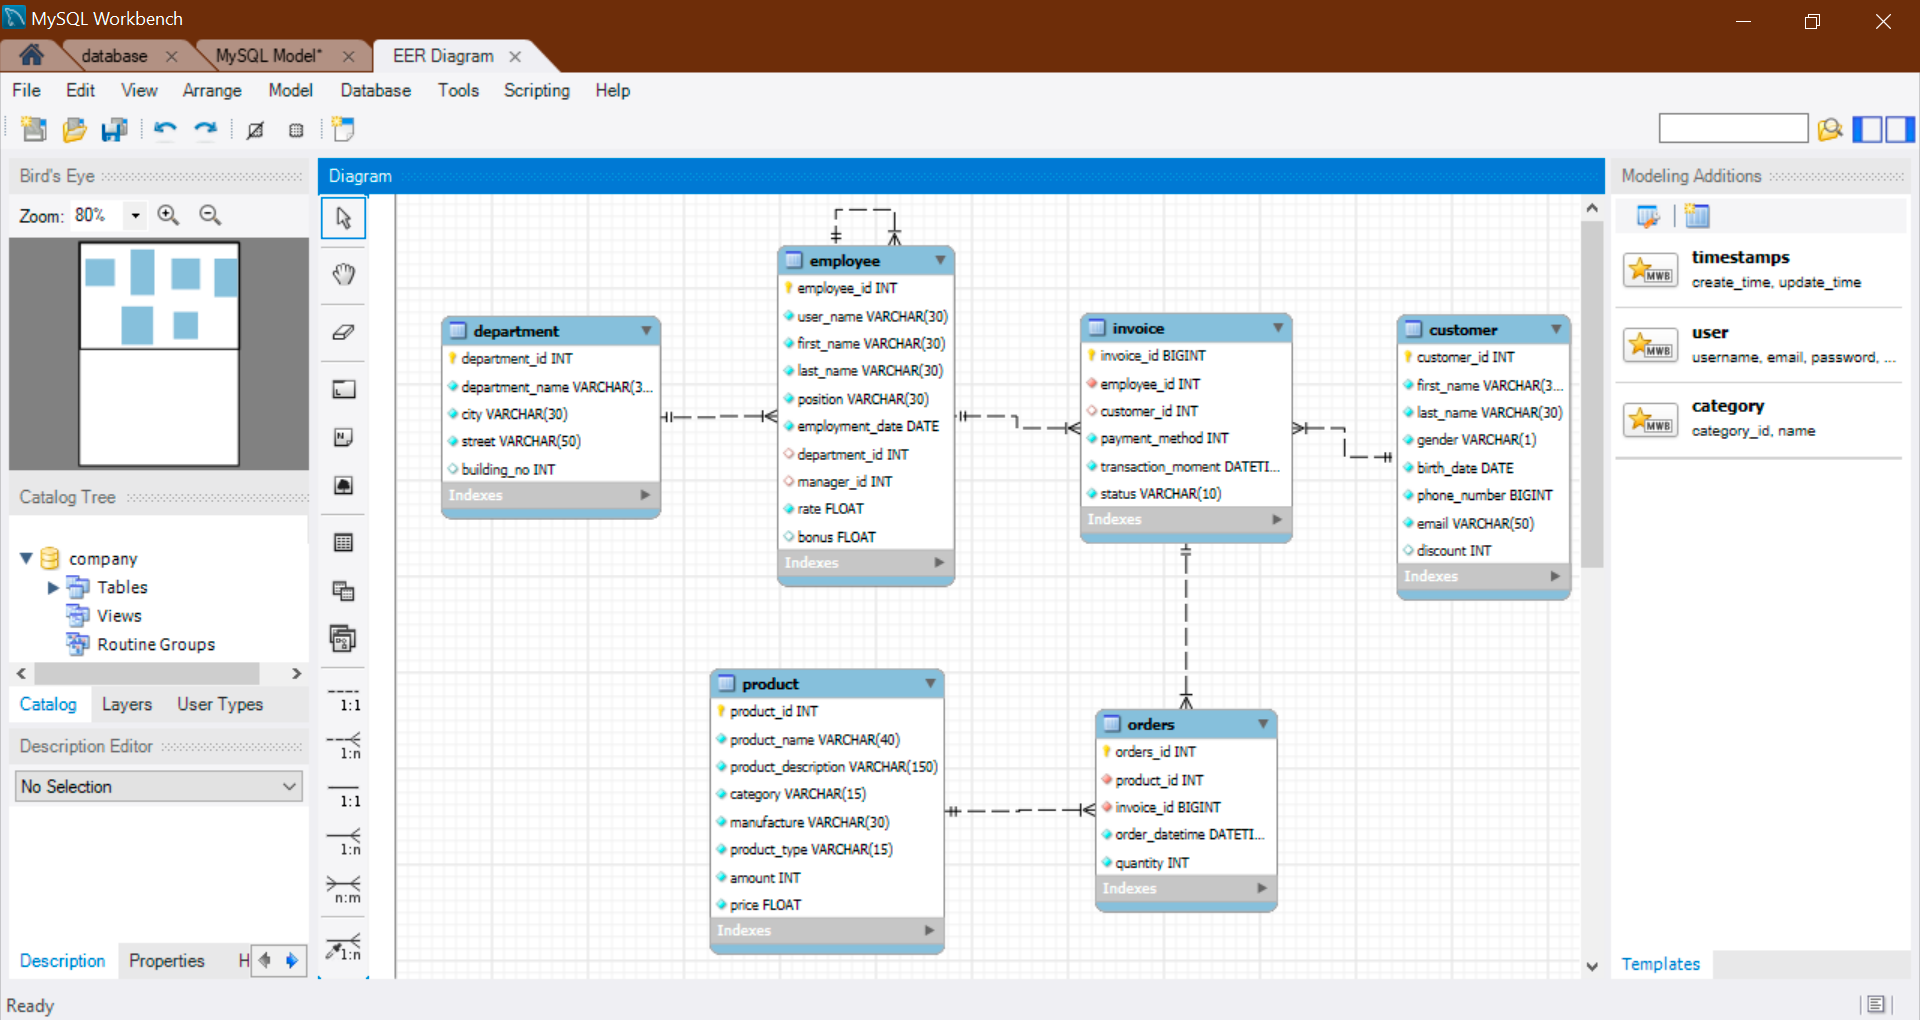 MySQL Workbench
database
MySQL Model*
EER Diagram
File Edit View Arrange Model Database Tools Scripting Help
Bird's Eye
Zoom: 80%
Catalog Tree
company
Tables
Views
Routine Groups
Catalog Layers User Types
Description Editor
No Selection
Description Properties H
Ready
Diagram
1:1
1:n
1:1
1:n
n:m
1:n
department
department_id INT
department_name VARCHAR(3...
city VARCHAR(30)
street VARCHAR(50)
building_no INT
Indexes
employee
employee_id INT
user_name VARCHAR(30)
first_name VARCHAR(30)
last_name VARCHAR(30)
position VARCHAR(30)
employment_date DATE
department_id INT
manager_id INT
rate FLOAT
bonus FLOAT
Indexes
invoice
invoice_id BIGINT
employee_id INT
customer_id INT
payment_method INT
transaction_moment DATETI...
status VARCHAR(10)
Indexes
customer
customer_id INT
first_name VARCHAR(3...
last_name VARCHAR(30)
gender VARCHAR(1)
birth_date DATE
phone_number BIGINT
email VARCHAR(50)
discount INT
Indexes
product
product_id INT
product_name VARCHAR(40)
product_description VARCHAR(150)
category VARCHAR(15)
manufacture VARCHAR(30)
product_type VARCHAR(15)
amount INT
price FLOAT
Indexes
orders
orders_id INT
product_id INT
invoice_id BIGINT
order_datetime DATETI...
quantity INT
Indexes
Modeling Additions
MWB
timestamps
create_time, update_time
MWB
user
username, email, password, ...
MWB
category
category_id, name
Templates